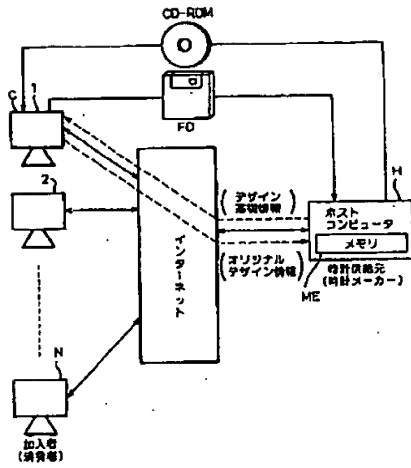 CD-ROM
FD
C
1
2
N
加入者
(消費者)
インターネット
(デザイン
基礎情報)
(オリジナル
デザイン情報)
H
ホスト
コンピュータ
メモリ
時計供給元
(時計メーカー)
ME